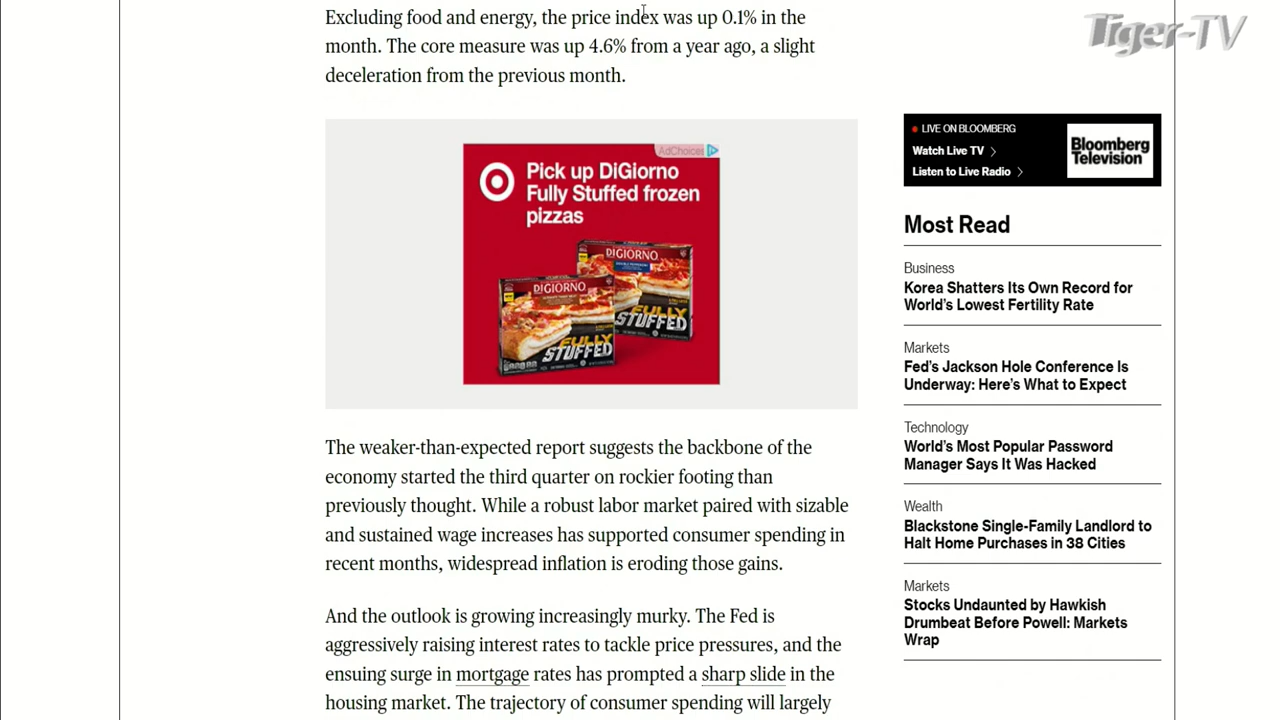 Excluding food and energy, the price index was up 0.1% in the
month. The core measure was up 4.6% from a year ago, a slight
deceleration from the previous month.
Tiger-TV
AdChoices
Pick up DiGiorno
Fully Stuffed frozen
pizzas
DIGIORNO
FULLY
STUFFED
DIGIORNO
FULLY
STUFFED
The weaker-than-expected report suggests the backbone of the
economy started the third quarter on rockier footing than
previously thought. While a robust labor market paired with sizable
and sustained wage increases has supported consumer spending in
recent months, widespread inflation is eroding those gains.
And the outlook is growing increasingly murky. The Fed is
aggressively raising interest rates to tackle price pressures, and the
ensuing surge in mortgage rates has prompted a sharp slide in the
housing market. The trajectory of consumer spending will largely
LIVE ON BLOOMBERG
Watch Live TV
Listen to Live Radio
Bloomberg
Television
Most Read
Business
Korea Shatters Its Own Record for
World's Lowest Fertility Rate
Markets
Fed's Jackson Hole Conference Is
Underway: Here's What to Expect
Technology
World's Most Popular Password
Manager Says It Was Hacked
Wealth
Blackstone Single-Family Landlord to
Halt Home Purchases in 38 Cities
Markets
Stocks Undaunted by Hawkish
Drumbeat Before Powell: Markets
Wrap